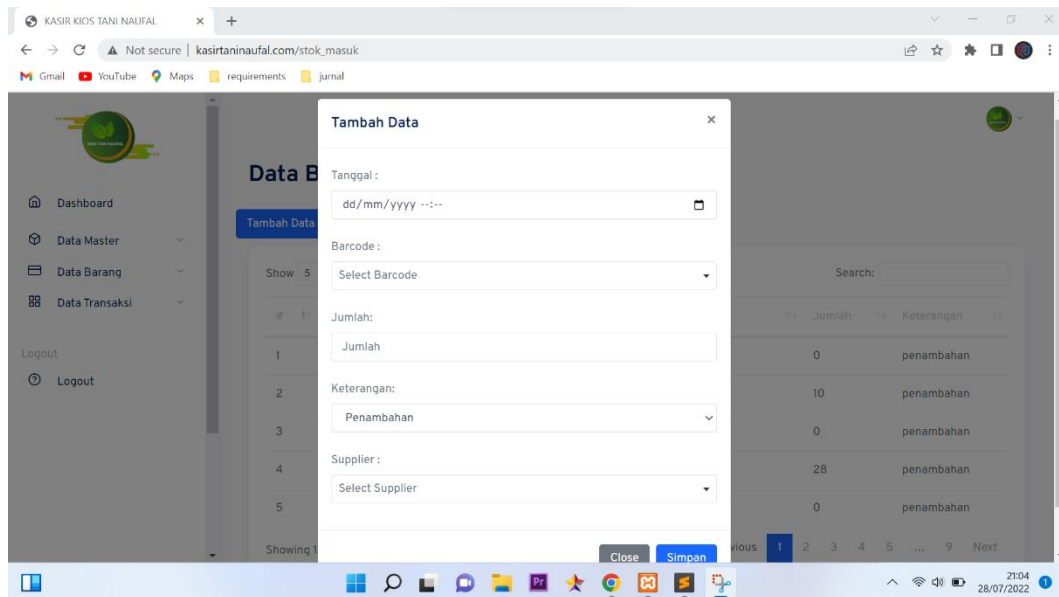 KASIR KIOS TANI NAUFAL
Not secure | kasirtaninaufal.com/stok_masuk
Gmail YouTube Maps requirements jurnal
Tambah Data ×
Data B
Tanggal :
dd/mm/yyyy --:--
Dashboard
Tambah Data
Data Master
Barcode :
Data Barang
Show 5
Select Barcode
Search:
Data Transaksi
Jumlah:
# Jumlah Keterangan
Jumlah
Logout
1 0 penambahan
Logout
Keterangan:
2 10 penambahan
Penambahan
3 0 penambahan
Supplier :
4 28 penambahan
Select Supplier
5 0 penambahan
Showing 1
Close Simpan
vious 1 2 3 4 5 ... 9 Next
Pr
21:04
28/07/2022
1